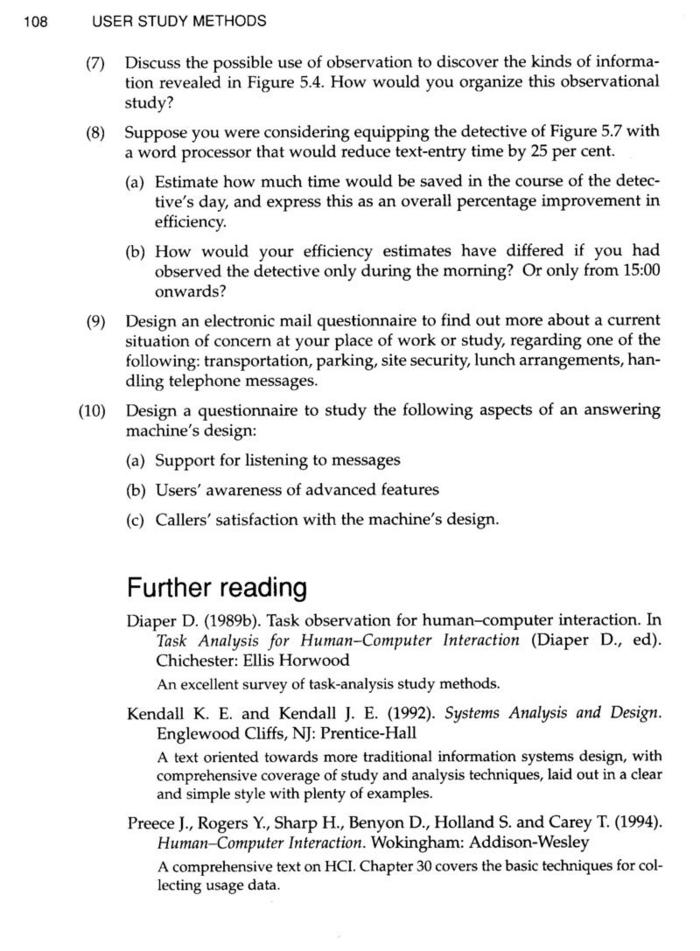 108 USER STUDY METHODS
(7) Discuss the possible use of observation to discover the kinds of informa-
tion revealed in Figure 5.4. How would you organize this observational
study?
(8) Suppose you were considering equipping the detective of Figure 5.7 with
a word processor that would reduce text-entry time by 25 per cent.
(a) Estimate how much time would be saved in the course of the detec-
tive's day, and express this as an overall percentage improvement in
efficiency.
(b) How would your efficiency estimates have differed if you had
observed the detective only during the morning? Or only from 15:00
onwards?
(9) Design an electronic mail questionnaire to find out more about a current
situation of concern at your place of work or study, regarding one of the
following: transportation, parking, site security, lunch arrangements, han-
dling telephone messages.
(10) Design a questionnaire to study the following aspects of an answering
machine's design:
(a) Support for listening to messages
(b) Users' awareness of advanced features
(c) Callers' satisfaction with the machine's design.
Further reading
Diaper D. (1989b). Task observation for human–computer interaction. In
Task Analysis for Human–Computer Interaction (Diaper D., ed).
Chichester: Ellis Horwood
An excellent survey of task-analysis study methods.
Kendall K. E. and Kendall J. E. (1992). Systems Analysis and Design.
Englewood Cliffs, NJ: Prentice-Hall
A text oriented towards more traditional information systems design, with
comprehensive coverage of study and analysis techniques, laid out in a clear
and simple style with plenty of examples.
Preece J., Rogers Y., Sharp H., Benyon D., Holland S. and Carey T. (1994).
Human–Computer Interaction. Wokingham: Addison-Wesley
A comprehensive text on HCI. Chapter 30 covers the basic techniques for col-
lecting usage data.